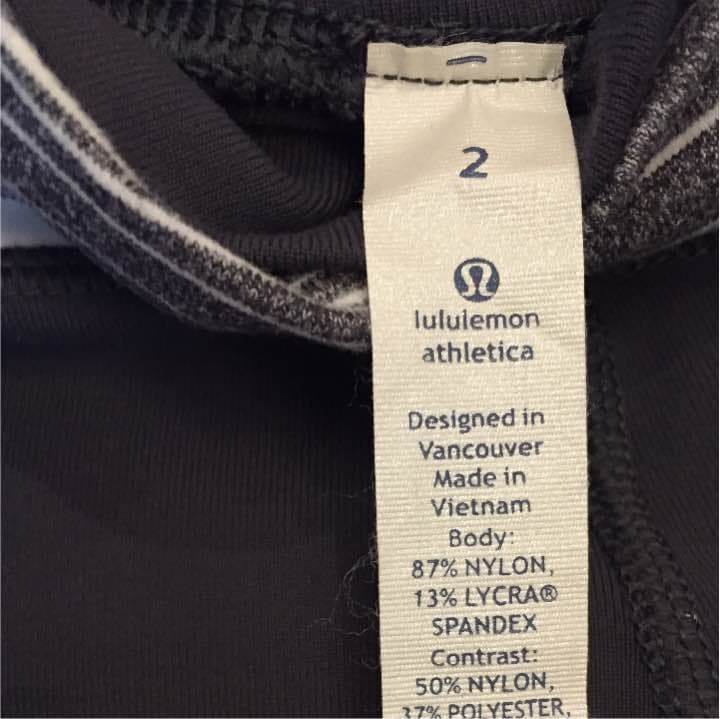 2
lululemon
athletica
Designed in
Vancouver
Made in
Vietnam
Body:
87% NYLON,
13% LYCRA®
SPANDEX
Contrast:
50% NYLON,
37% POLYESTER,